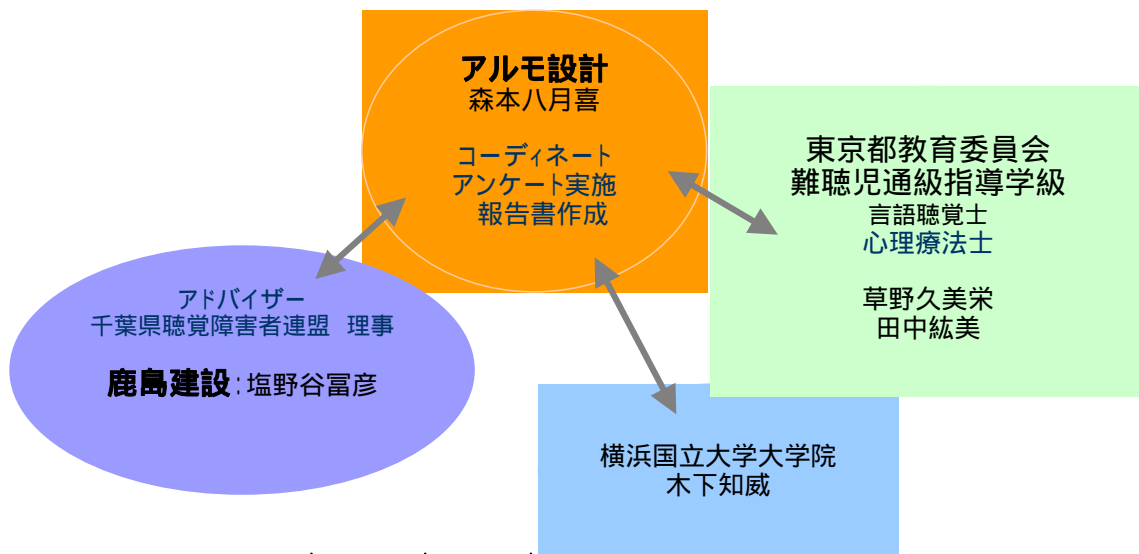 アルモ設計
森本八月喜
コーディネート
アンケート実施
報告書作成
東京都教育委員会
難聴児通級指導学級
言語聴覚士
心理療法士
草野久美栄
田中紘美
アドバイザー
千葉県聴覚障害者連盟　理事
鹿島建設：塩野谷冨彦
横浜国立大学大学院
木下知威